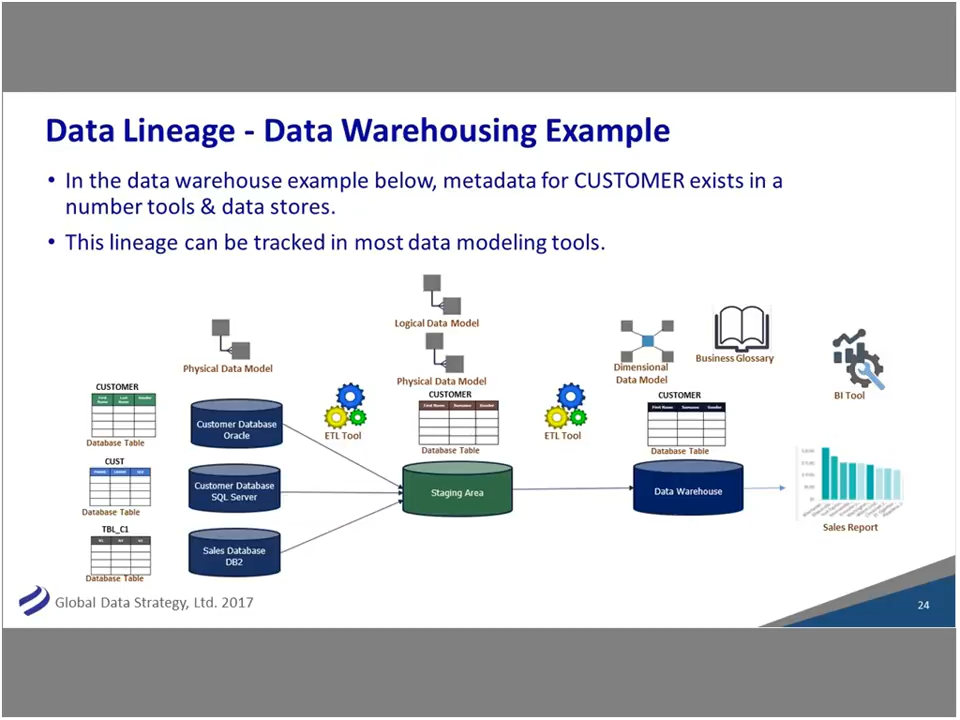 Data Lineage - Data Warehousing Example
• In the data warehouse example below, metadata for CUSTOMER exists in a
number tools & data stores.
• This lineage can be tracked in most data modeling tools.
Logical Data Model
Physical Data Model
Physical Data Model
Dimensional
Data Model
Business Glossary
BI Tool
CUSTOMER
First Name
Last Name
Gender
Database Table
Customer Database
Oracle
ETL Tool
CUSTOMER
First Name Surname Gender
Database Table
ETL Tool
CUSTOMER
First Name Surname Gender
Database Table
CUST
Database Table
Customer Database
SQL Server
Staging Area
Data Warehouse
Sales Report
TBL_C1
Database Table
Sales Database
DB2
Global Data Strategy, Ltd. 2017
24